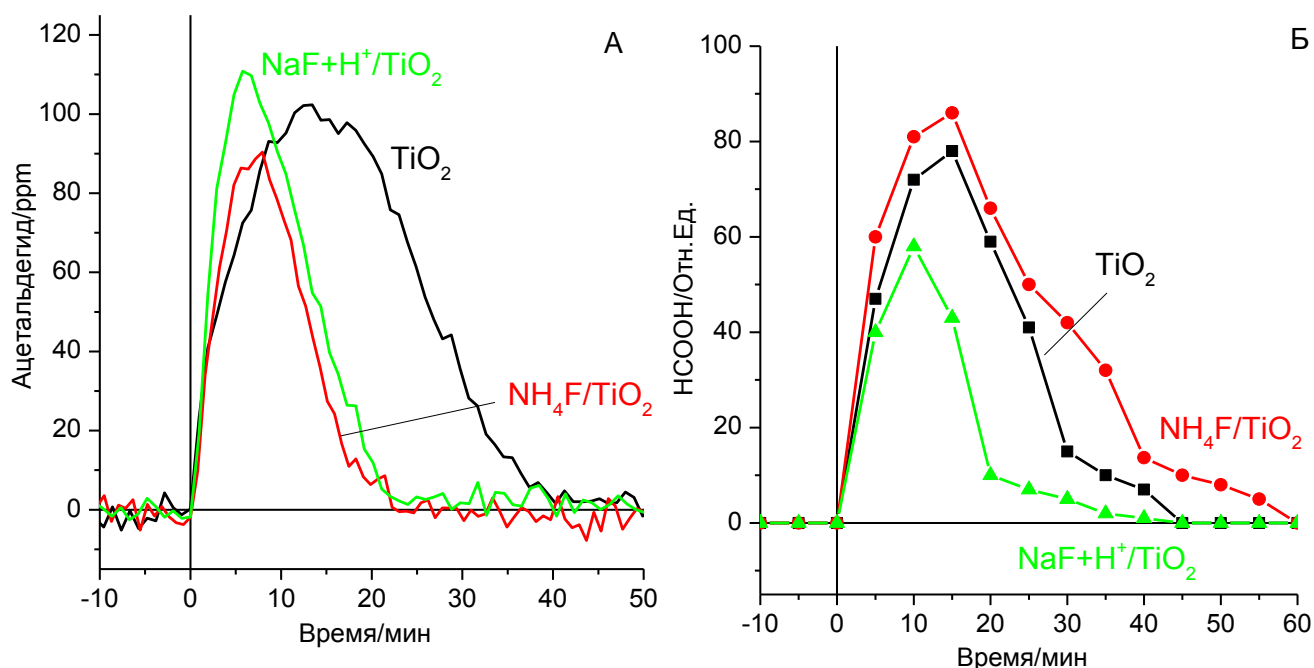 А
Ацетальдегид/ppm
120
100
80
60
40
20
0
-10
0
10
20
30
40
50
Время/мин
NaF+H⁺/TiO₂
TiO₂
NH₄F/TiO₂
Б
HCOOH/Отн.Ед.
100
80
60
40
20
0
-10
0
10
20
30
40
50
60
Время/мин
TiO₂
NH₄F/TiO₂
NaF+H⁺/TiO₂